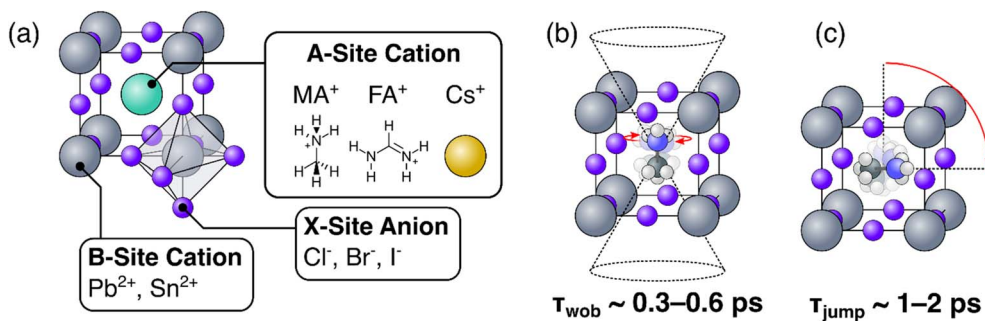 (a)
A-Site Cation
MA⁺ FA⁺ Cs⁺
H H
N H
+
C H
H H
H
N N
H H H H
+
X-Site Anion
Cl⁻, Br⁻, I⁻
B-Site Cation
Pb²⁺, Sn²⁺
(b)
τwob ~ 0.3–0.6 ps
(c)
τjump ~ 1–2 ps